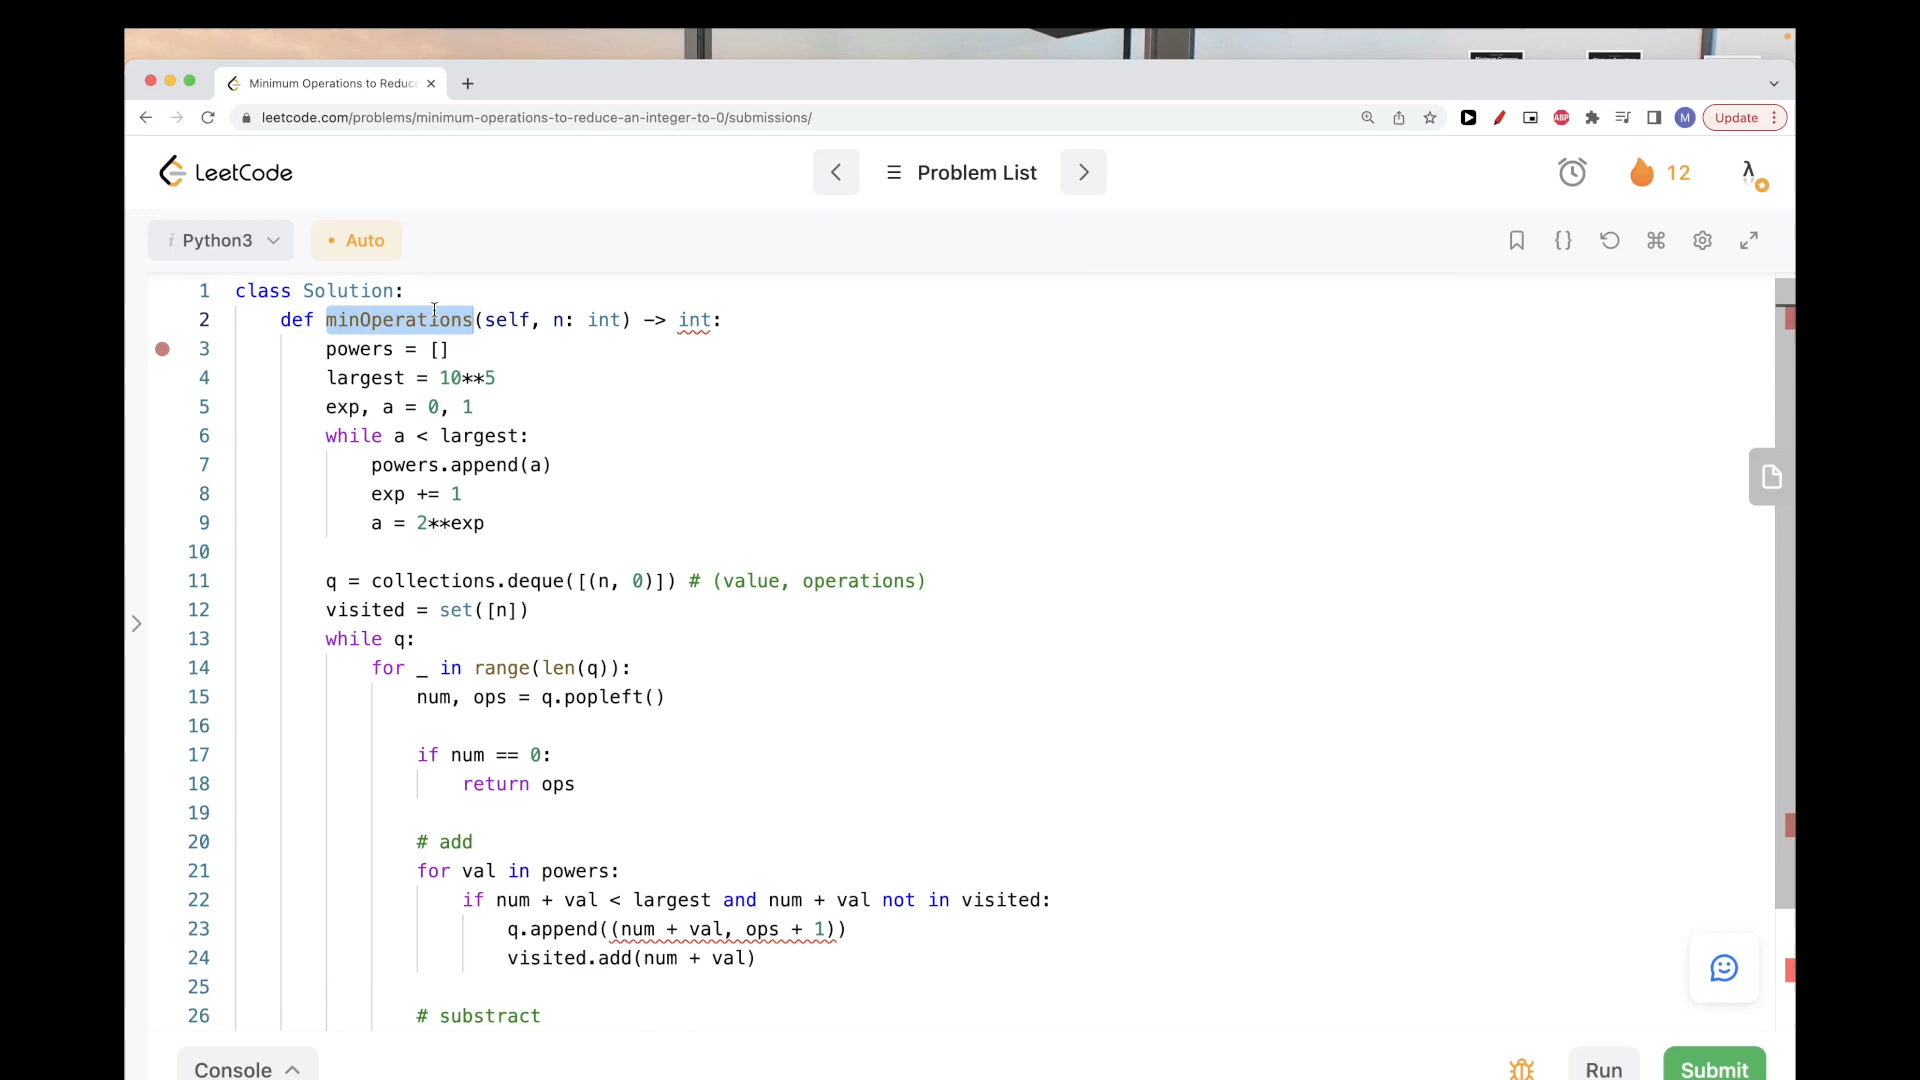 Minimum Operations to Reduc
leetcode.com/problems/minimum-operations-to-reduce-an-integer-to-0/submissions/
ABP
M
Update
LeetCode
Problem List
12
i Python3
• Auto
1 class Solution:
2 def minOperations(self, n: int) -> int:
3 powers = []
4 largest = 10**5
5 exp, a = 0, 1
6 while a < largest:
7 powers.append(a)
8 exp += 1
9 a = 2**exp
10
11 q = collections.deque([(n, 0)]) # (value, operations)
12 visited = set([n])
13 while q:
14 for _ in range(len(q)):
15 num, ops = q.popleft()
16
17 if num == 0:
18 return ops
19
20 # add
21 for val in powers:
22 if num + val < largest and num + val not in visited:
23 q.append((num + val, ops + 1))
24 visited.add(num + val)
25
26 # substract
Console
Run
Submit